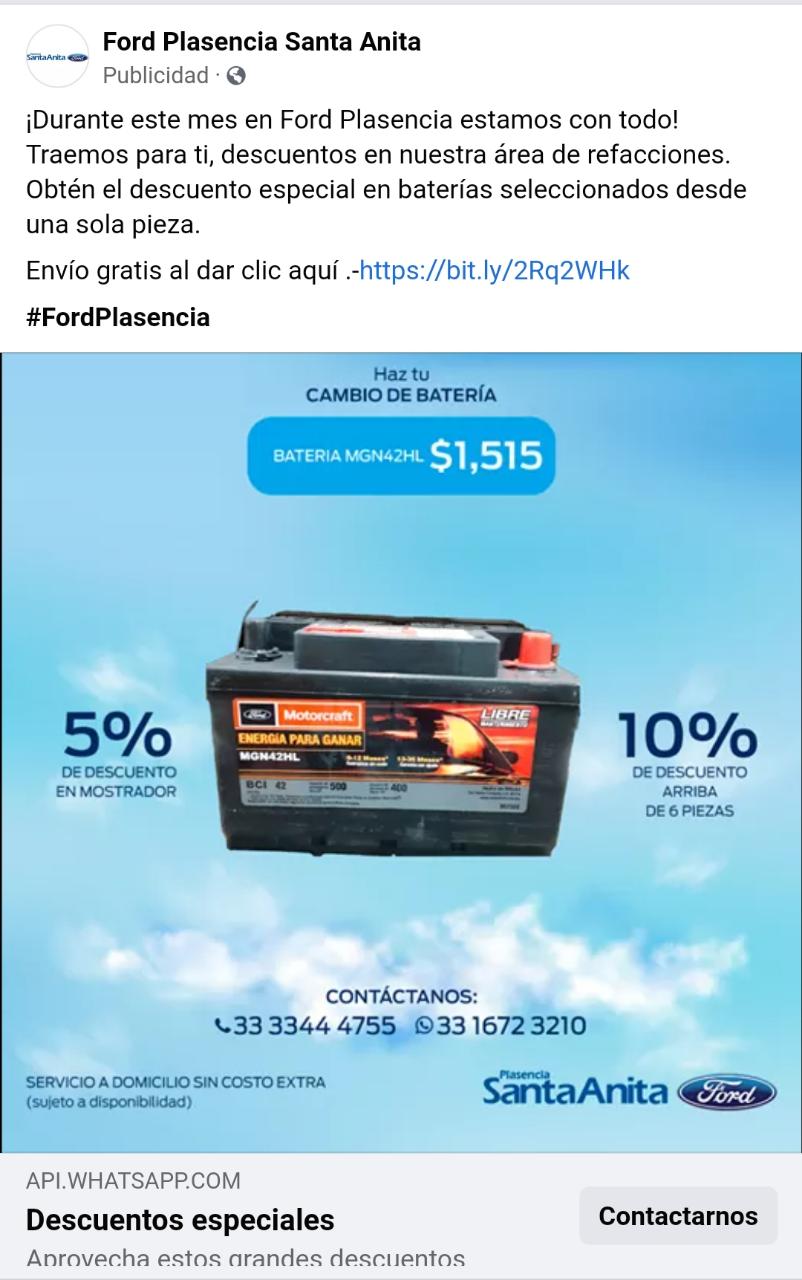 Ford Plasencia Santa Anita
Publicidad ·
¡Durante este mes en Ford Plasencia estamos con todo!
Traemos para ti, descuentos en nuestra área de refacciones.
Obtén el descuento especial en baterías seleccionados desde
una sola pieza.
Envío gratis al dar clic aquí .-https://bit.ly/2Rq2WHk
#FordPlasencia
Haz tu
CAMBIO DE BATERÍA
BATERIA MGN42HL $1,515
Ford Motorcraft
LIBRE
MANTENIMIENTO
ENERGÍA PARA GANAR
MGN42HL
BCI 42 500 400
5%
DE DESCUENTO
EN MOSTRADOR
10%
DE DESCUENTO
ARRIBA
DE 6 PIEZAS
CONTÁCTANOS:
33 3344 4755 33 1672 3210
SERVICIO A DOMICILIO SIN COSTO EXTRA
(sujeto a disponibilidad)
Plasencia
SantaAnita Ford
API.WHATSAPP.COM
Descuentos especiales
Contactarnos
Aprovecha estos grandes descuentos